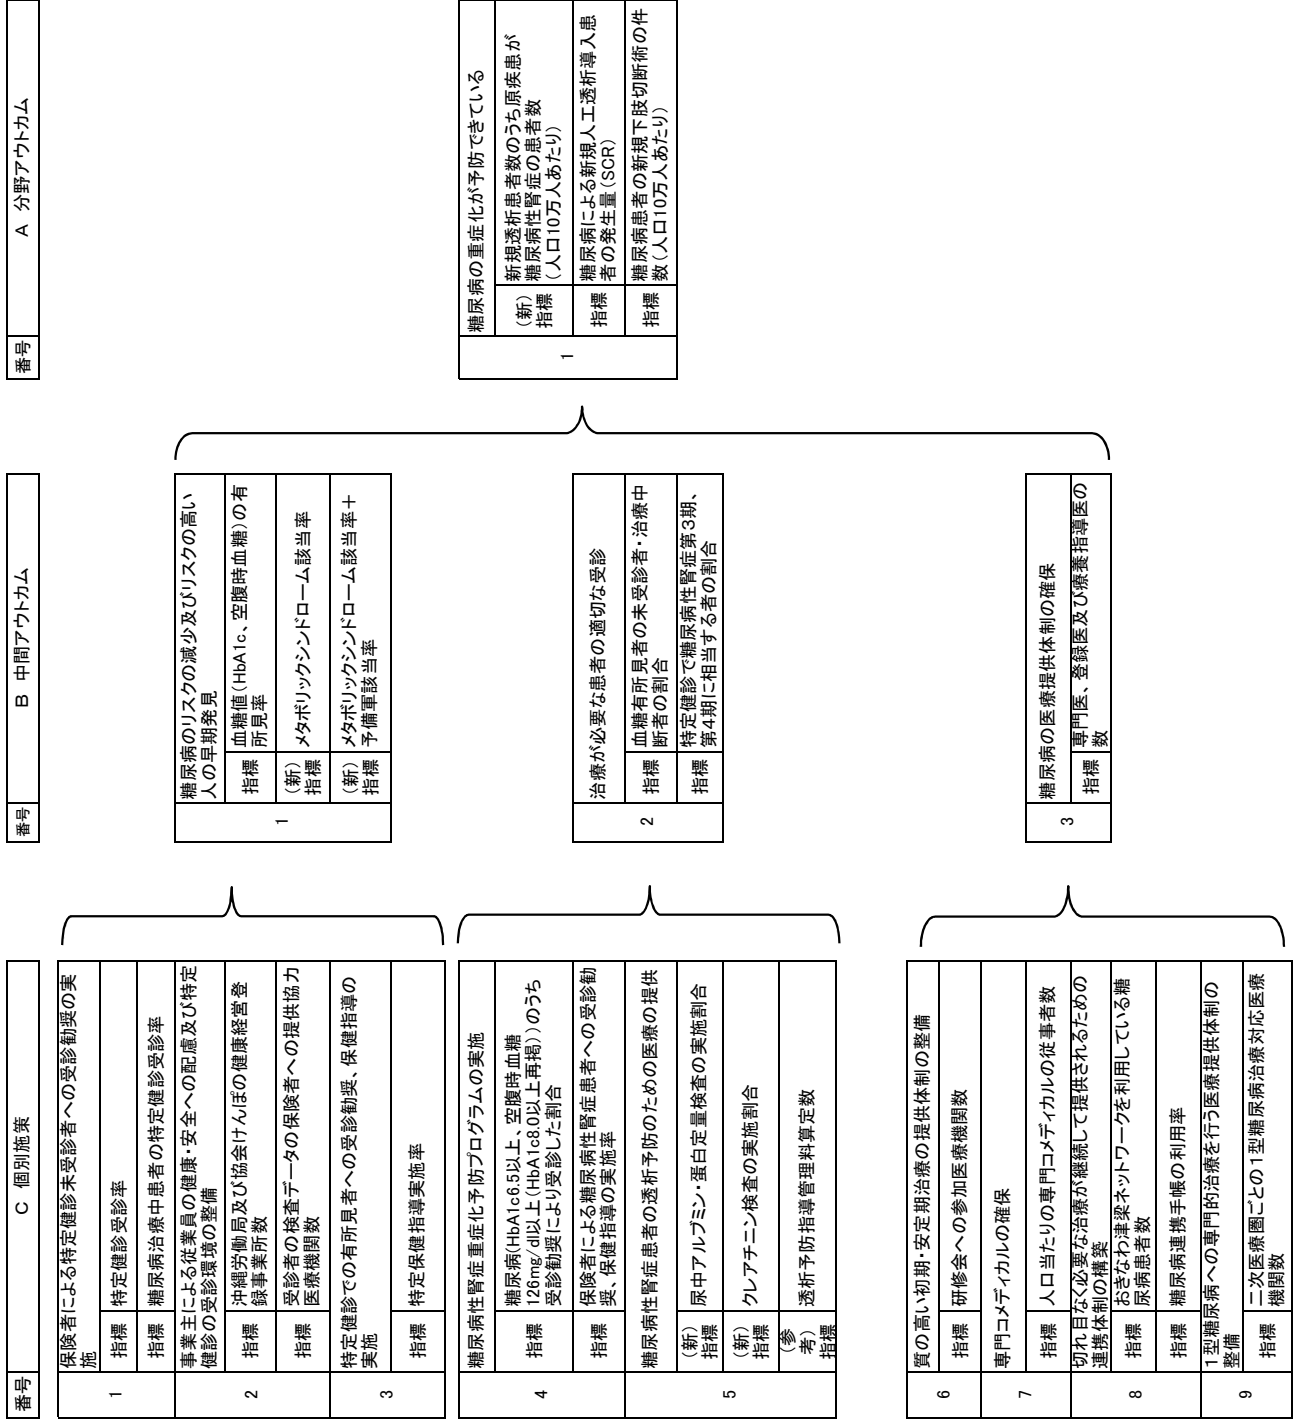 番号
C 個別施策
1
保険者による特定健診未受診者への受診勧奨の実
施
指標
特定健診受診率
指標
糖尿病治療中患者の特定健診受診率
2
事業主による従業員の健康・安全への配慮及び特定
健診の受診環境の整備
指標
沖縄労働局及び協会けんぽの健康経営登
録事業所数
指標
受診者の検査データの保険者への提供協力
医療機関数
3
特定健診での有所見者への受診勧奨、保健指導の
実施
指標
特定保健指導実施率
4
糖尿病性腎症重症化予防プログラムの実施
指標
糖尿病(HbA1c6.5以上、空腹時血糖
126mg/dl以上(HbA1c8.0以上再掲))のうち
受診勧奨により受診した割合
指標
保険者による糖尿病性腎症患者への受診勧
奨、保健指導の実施率
5
糖尿病性腎症患者の透析予防のための医療の提供
(新)
指標
尿中アルブミン・蛋白定量検査の実施割合
(新)
指標
クレアチニン検査の実施割合
(参
考)
指標
透析予防指導管理料算定数
6
質の高い初期・安定期治療の提供体制の整備
指標
研修会への参加医療機関数
7
専門コメディカルの確保
指標
人口当たりの専門コメディカルの従事者数
8
切れ目なく必要な治療が継続して提供されるための
連携体制の構築
指標
おきなわ津梁ネットワークを利用している糖
尿病患者数
指標
糖尿病連携手帳の利用率
9
1型糖尿病への専門的治療を行う医療提供体制の
整備
指標
二次医療圏ごとの1型糖尿病治療対応医療
機関数
番号
B 中間アウトカム
1
糖尿病のリスクの減少及びリスクの高い
人の早期発見
指標
血糖値(HbA1c、空腹時血糖)の有
所見率
(新)
指標
メタボリックシンドローム該当率
(新)
指標
メタボリックシンドローム該当率+
予備軍該当率
2
治療が必要な患者の適切な受診
指標
血糖有所見者の未受診者・治療中
断者の割合
指標
特定健診で糖尿病性腎症第3期、
第4期に相当する者の割合
3
糖尿病の医療提供体制の確保
指標
専門医、登録医及び療養指導医の
数
番号
A 分野アウトカム
1
糖尿病の重症化が予防できている
(新)
指標
新規透析患者数のうち原疾患が
糖尿病性腎症の患者数
(人口10万人あたり)
指標
糖尿病による新規人工透析導入患
者の発生量(SCR)
指標
糖尿病患者の新規下肢切断術の件
数(人口10万人あたり)